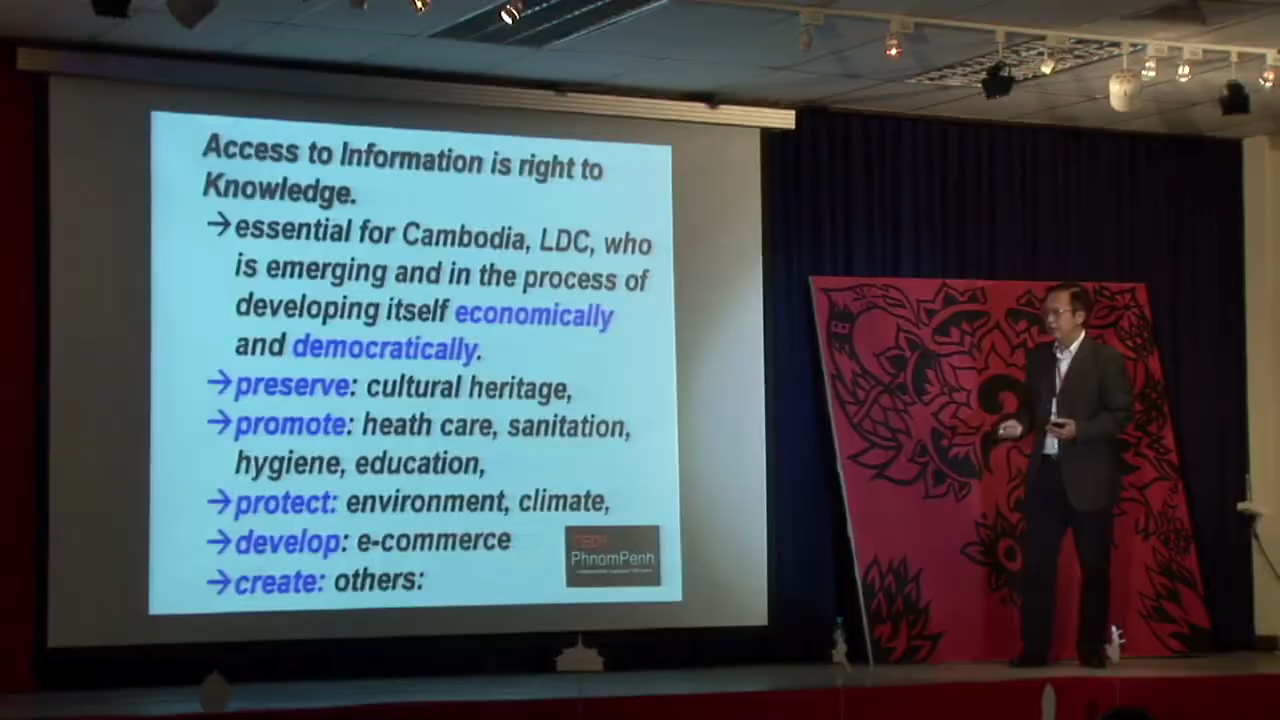 Access to Information is right to
Knowledge.
→essential for Cambodia, LDC, who
is emerging and in the process of
developing itself economically
and democratically.
→preserve: cultural heritage,
→promote: heath care, sanitation,
hygiene, education,
→protect: environment, climate,
→develop: e-commerce
→create: others:
TEDx
PhnomPenh